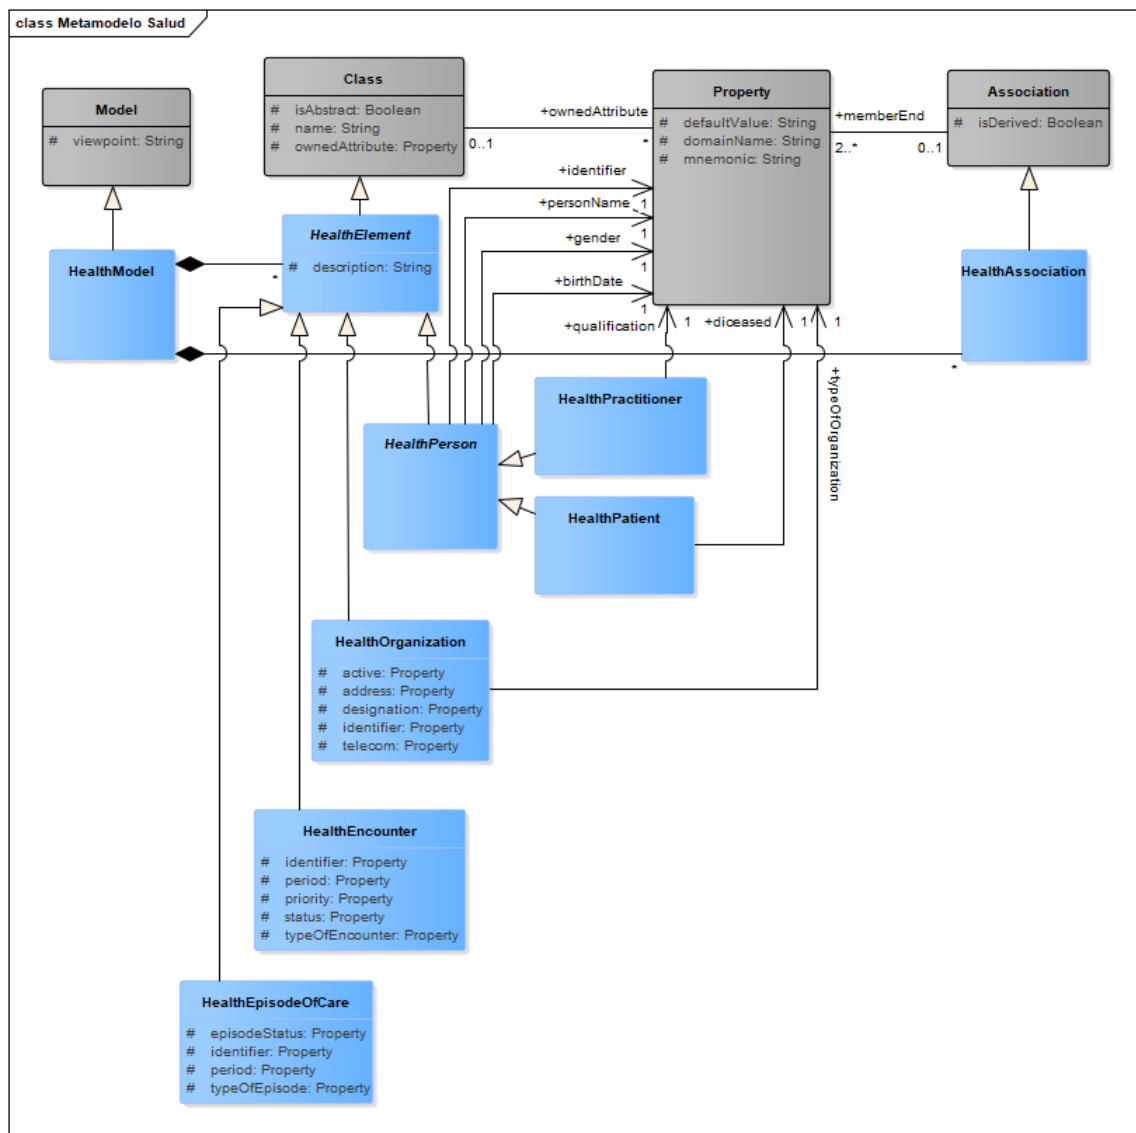 class Metamodelo Salud
Model
# viewpoint: String
Class
# isAbstract: Boolean
# name: String
# ownedAttribute: Property
+ownedAttribute
0..1
*
Property
# defaultValue: String
# domainName: String
# mnemonic: String
+memberEnd
2..*
0..1
Association
# isDerived: Boolean
+identifier
1
+personName
1
+gender
1
+birthDate
1
HealthModel
*
HealthElement
# description: String
HealthAssociation
*
+qualification
1
+diceased
1
1
+typeOfOrganization
HealthPractitioner
HealthPerson
HealthPatient
HealthOrganization
# active: Property
# address: Property
# designation: Property
# identifier: Property
# telecom: Property
HealthEncounter
# identifier: Property
# period: Property
# priority: Property
# status: Property
# typeOfEncounter: Property
HealthEpisodeOfCare
# episodeStatus: Property
# identifier: Property
# period: Property
# typeOfEpisode: Property